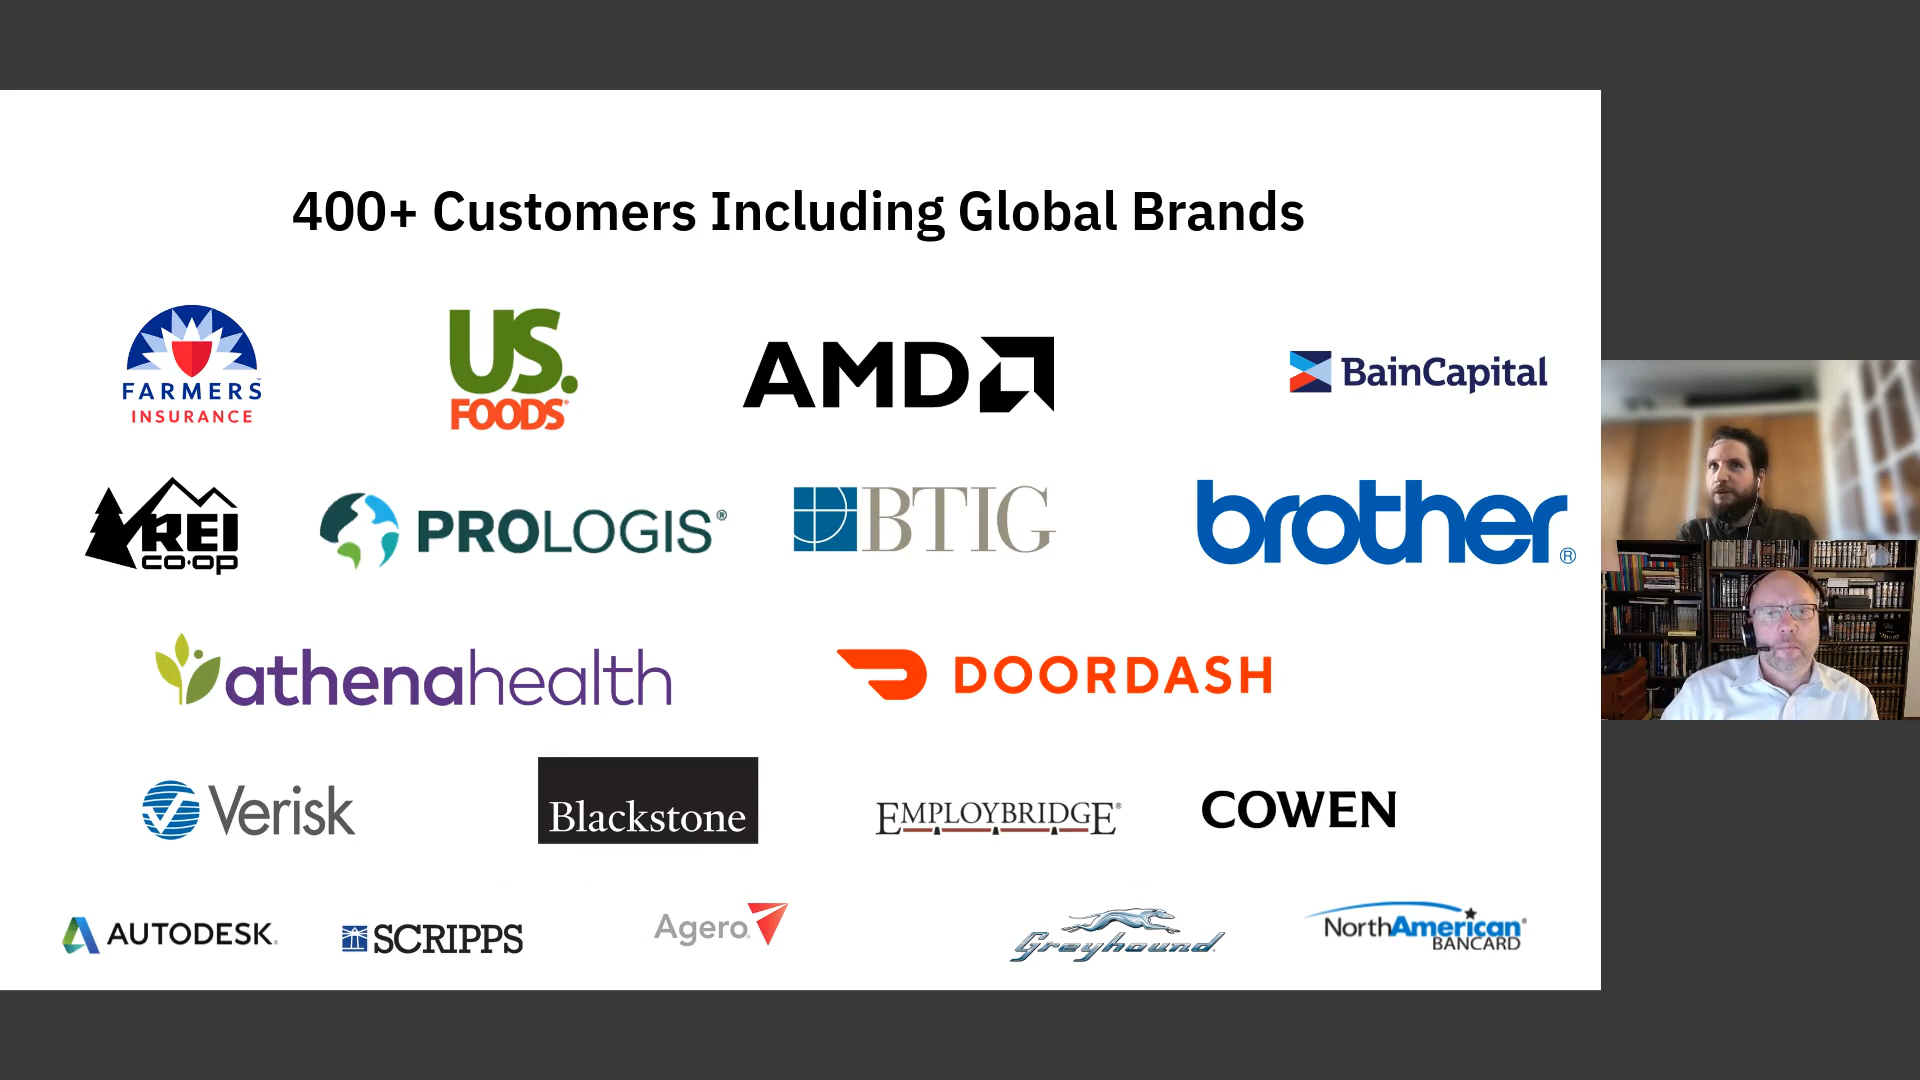 400+ Customers Including Global Brands
FARMERS
INSURANCE
US.
FOODS®
AMD
BainCapital
REI
CO·OP
PROLOGIS®
BTIG
brother®
athenahealth
DOORDASH
Verisk
Blackstone
EMPLOYBRIDGE®
COWEN
AUTODESK.
SCRIPPS
Agero.
Greyhound.
NorthAmerican®
BANCARD